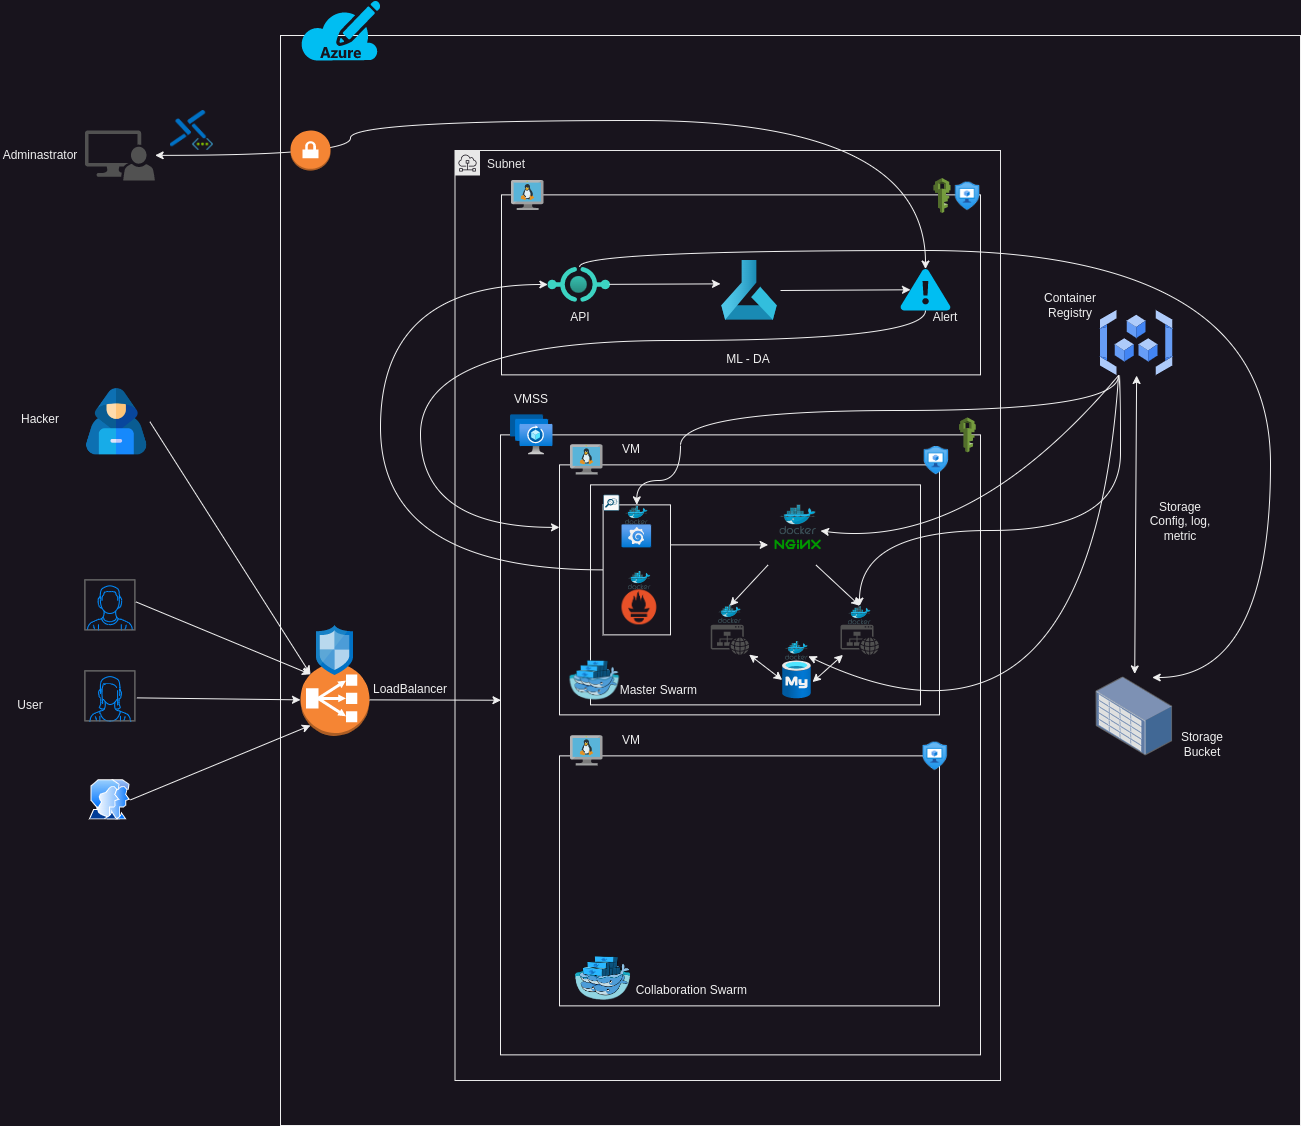 Azure
Adminastrator
Subnet
API
Alert
ML - DA
Container
Registry
Hacker
VMSS
VM
docker
docker
NGINX
Storage
Config, log,
metric
docker
docker
docker
docker
My
Master Swarm
User
LoadBalancer
VM
Storage
Bucket
Collaboration Swarm